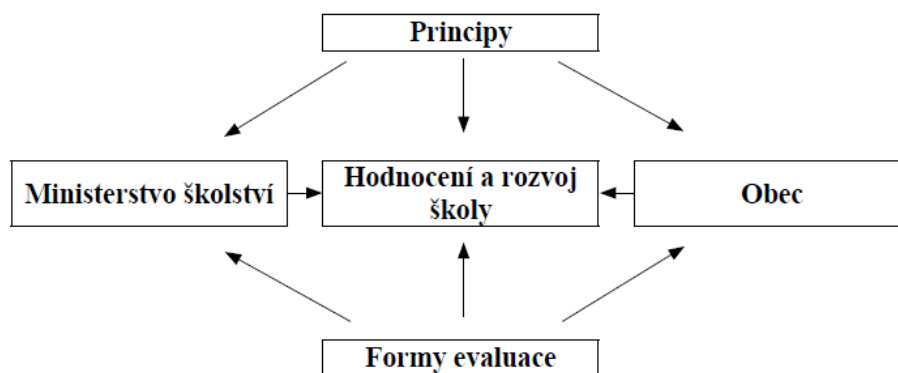 Principy
Ministerstvo školství
Hodnocení a rozvoj
školy
Obec
Formy evaluace